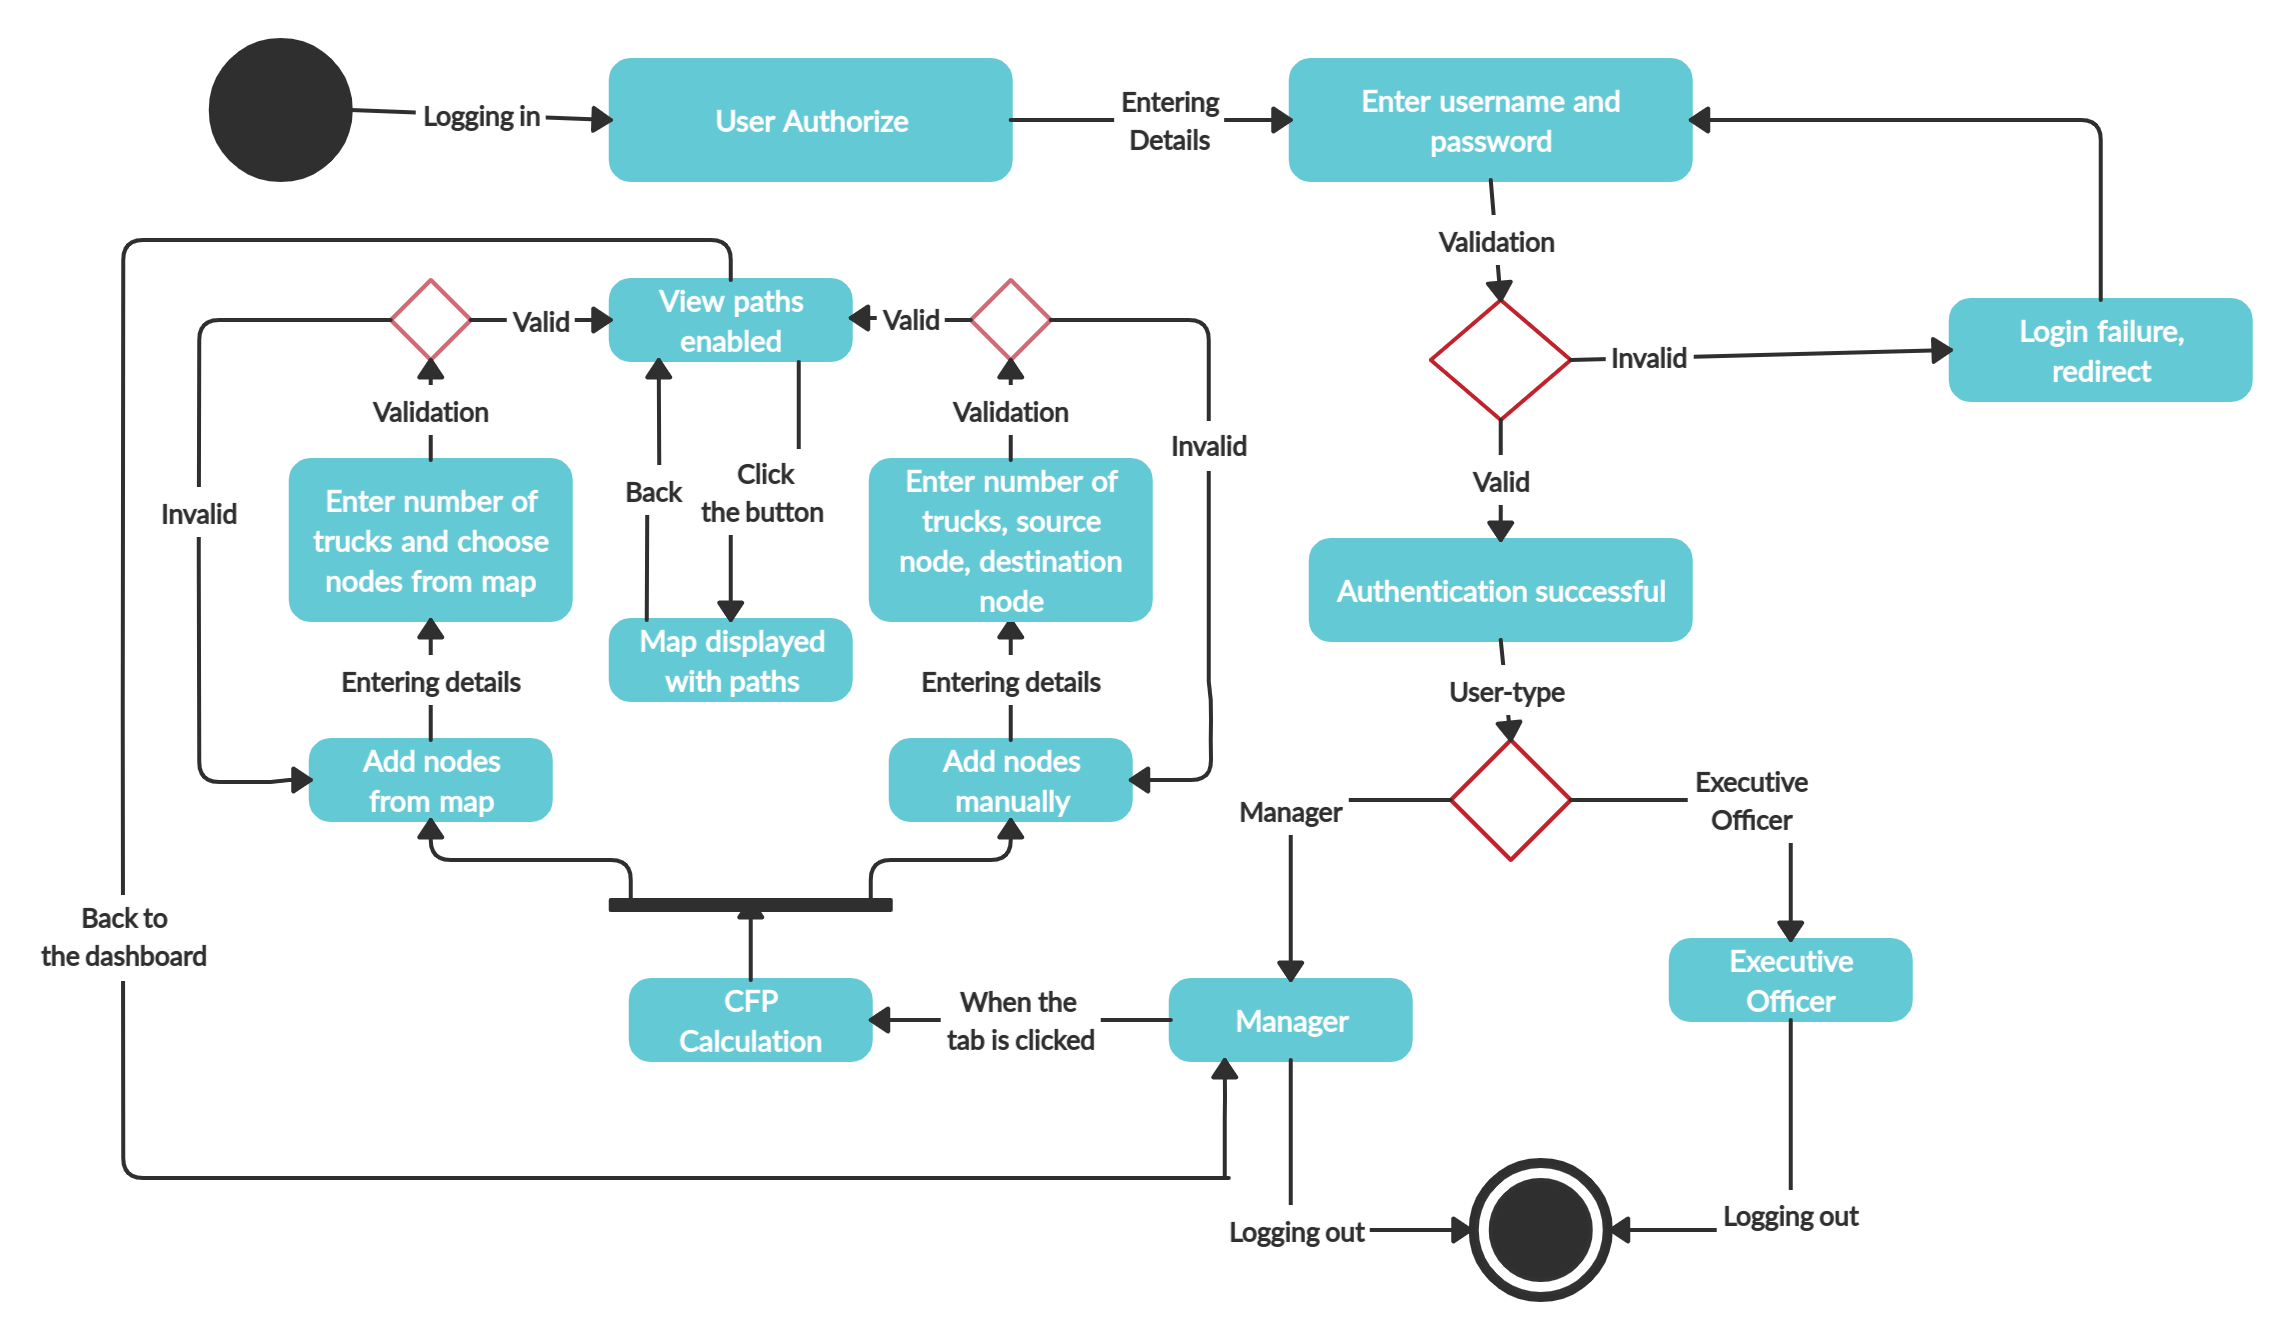 Logging in
User Authorize
Entering
Details
Enter username and
password
Validation
Invalid
Login failure,
redirect
Valid
Authentication successful
User-type
Manager
Executive
Officer
Executive
Officer
Manager
Logging out
Logging out
When the
tab is clicked
CFP
Calculation
Add nodes
from map
Add nodes
manually
Entering details
Entering details
Enter number of
trucks and choose
nodes from map
Enter number of
trucks, source
node, destination
node
Validation
Validation
Invalid
Invalid
Valid
Valid
View paths
enabled
Back
Click
the button
Map displayed
with paths
Back to
the dashboard